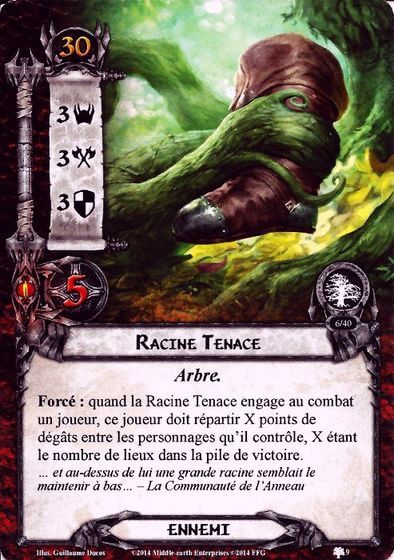 30
3
3
3
5
6/40
Racine Tenace
Arbre.
Forcé : quand la Racine Tenace engage au combat
un joueur, ce joueur doit répartir X points de
dégâts entre les personnages qu'il contrôle, X étant
le nombre de lieux dans la pile de victoire.
… et au-dessus de lui une grande racine semblait le
maintenir à bas… – La Communauté de l'Anneau
ENNEMI
Illus. Guillaume Ducos ©2014 Middle-earth Enterprises ©2014 FFG 9